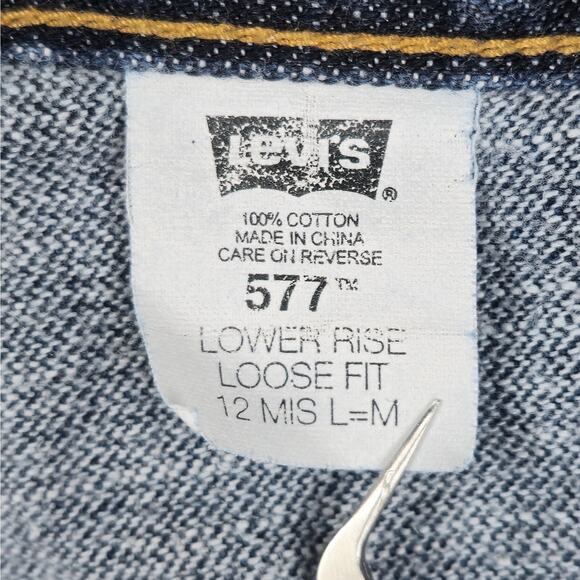 Levi's ®
100% COTTON
MADE IN CHINA
CARE ON REVERSE
577™
LOWER RISE
LOOSE FIT
12 MIS L=M